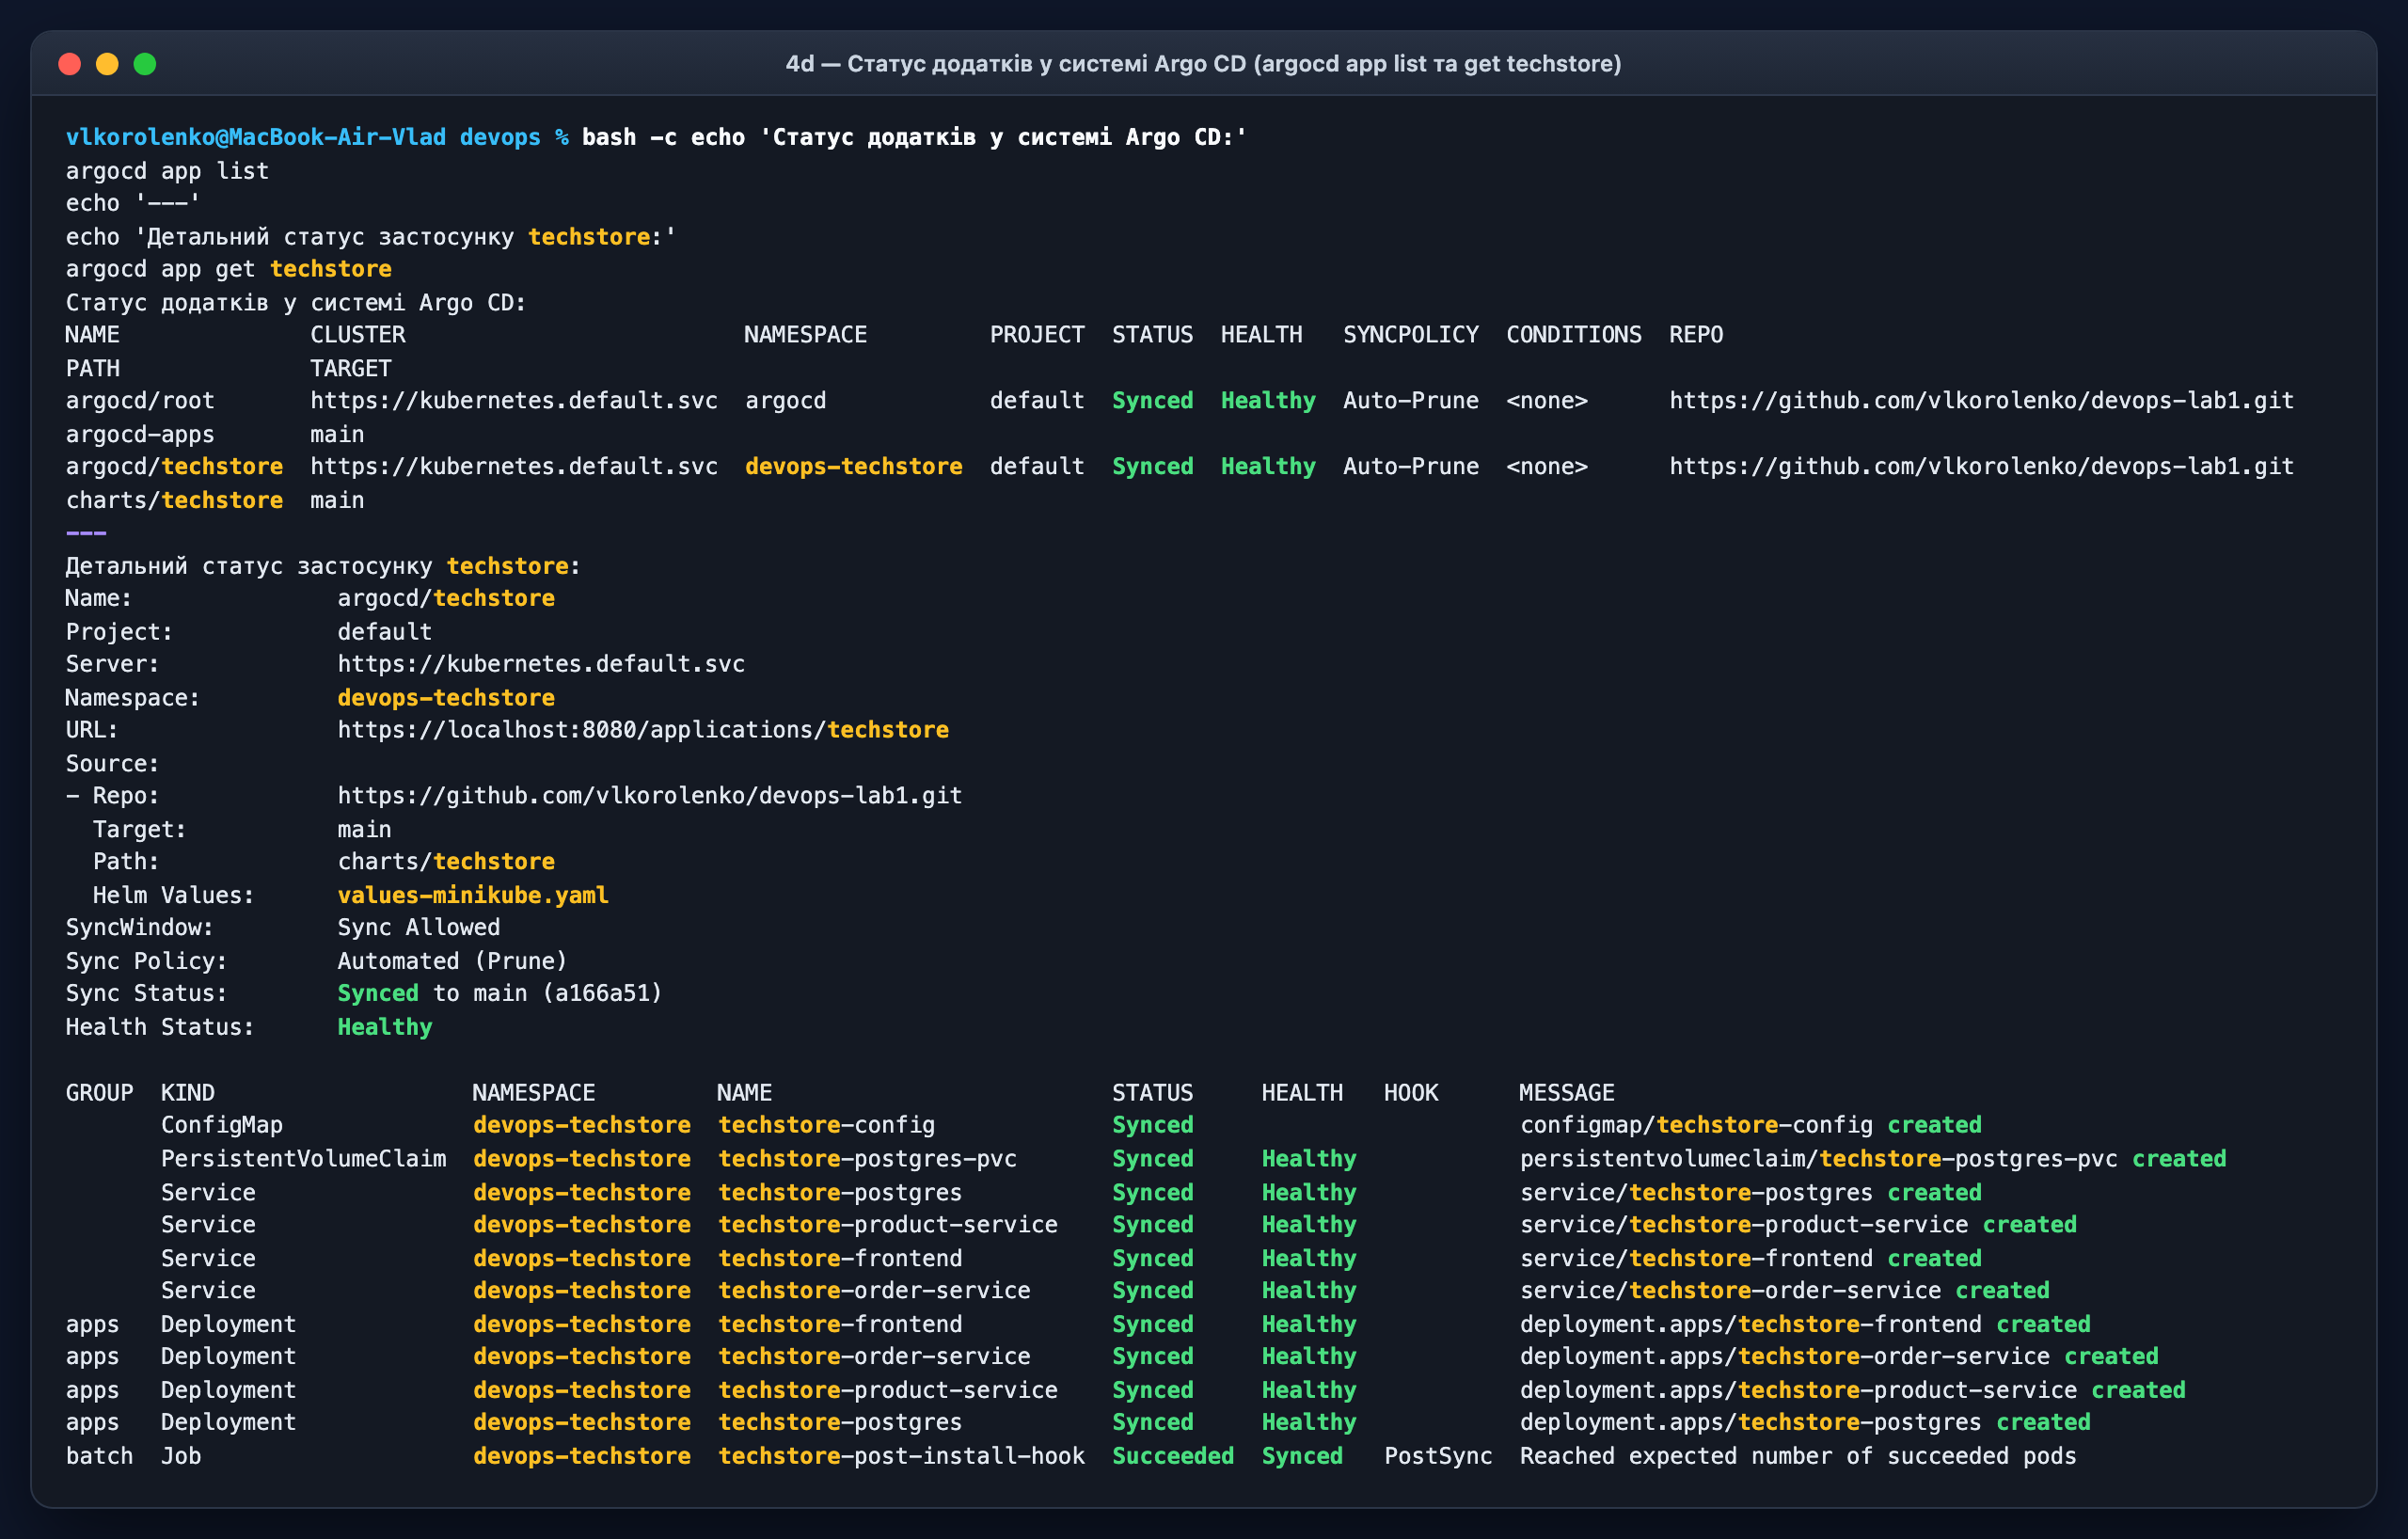 4d — Статус додатків у системі Argo CD (argocd app list та get techstore)
vlkorolenko@MacBook-Air-Vlad devops % bash -c echo 'Статус додатків у системі Argo CD:'
argocd app list
echo '---'
echo 'Детальний статус застосунку techstore:'
argocd app get techstore
Статус додатків у системі Argo CD:
NAME              CLUSTER                         NAMESPACE         PROJECT  STATUS  HEALTH   SYNCPOLICY  CONDITIONS  REPO
PATH              TARGET
argocd/root       https://kubernetes.default.svc  argocd            default  Synced  Healthy  Auto-Prune  <none>      https://github.com/vlkorolenko/devops-lab1.git
argocd-apps       main
argocd/techstore  https://kubernetes.default.svc  devops-techstore  default  Synced  Healthy  Auto-Prune  <none>      https://github.com/vlkorolenko/devops-lab1.git
charts/techstore  main
---
Детальний статус застосунку techstore:
Name:               argocd/techstore
Project:            default
Server:             https://kubernetes.default.svc
Namespace:          devops-techstore
URL:                https://localhost:8080/applications/techstore
Source:
- Repo:             https://github.com/vlkorolenko/devops-lab1.git
  Target:           main
  Path:             charts/techstore
  Helm Values:      values-minikube.yaml
SyncWindow:         Sync Allowed
Sync Policy:        Automated (Prune)
Sync Status:        Synced to main (a166a51)
Health Status:      Healthy
GROUP  KIND                   NAMESPACE         NAME                         STATUS     HEALTH   HOOK      MESSAGE
       ConfigMap              devops-techstore  techstore-config             Synced                        configmap/techstore-config created
       PersistentVolumeClaim  devops-techstore  techstore-postgres-pvc       Synced     Healthy            persistentvolumeclaim/techstore-postgres-pvc created
       Service                devops-techstore  techstore-postgres           Synced     Healthy            service/techstore-postgres created
       Service                devops-techstore  techstore-product-service    Synced     Healthy            service/techstore-product-service created
       Service                devops-techstore  techstore-frontend           Synced     Healthy            service/techstore-frontend created
       Service                devops-techstore  techstore-order-service      Synced     Healthy            service/techstore-order-service created
apps   Deployment             devops-techstore  techstore-frontend           Synced     Healthy            deployment.apps/techstore-frontend created
apps   Deployment             devops-techstore  techstore-order-service      Synced     Healthy            deployment.apps/techstore-order-service created
apps   Deployment             devops-techstore  techstore-product-service    Synced     Healthy            deployment.apps/techstore-product-service created
apps   Deployment             devops-techstore  techstore-postgres           Synced     Healthy            deployment.apps/techstore-postgres created
batch  Job                    devops-techstore  techstore-post-install-hook  Succeeded  Synced   PostSync  Reached expected number of succeeded pods